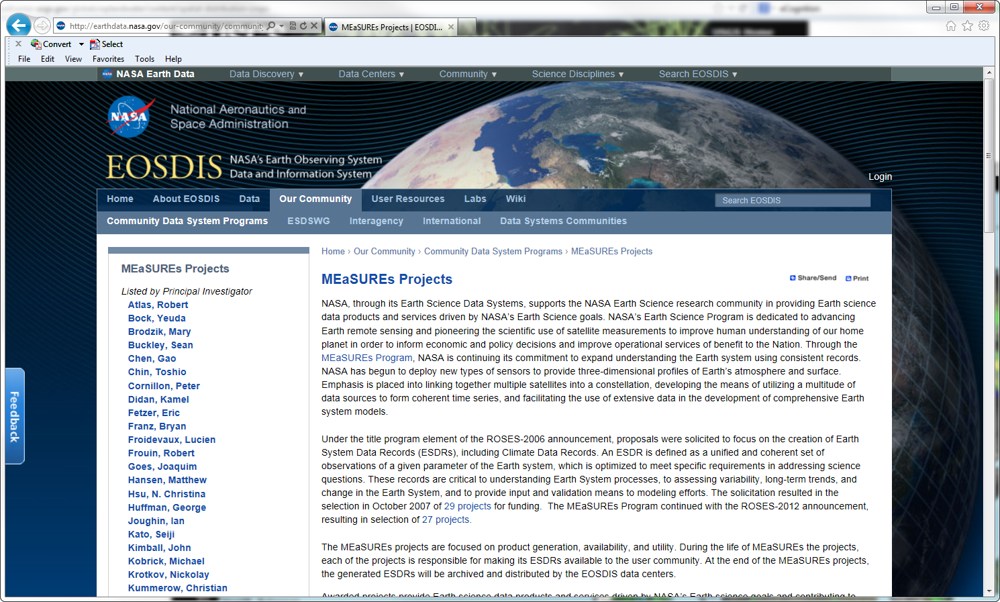 http://earthdata.nasa.gov/our-community/communit
MEaSUREs Projects | EOSDI...
Convert
Select
File Edit View Favorites Tools Help
NASA Earth Data Data Discovery ▼ Data Centers ▼ Community ▼ Science Disciplines ▼ Search EOSDIS ▼
NASA
National Aeronautics and
Space Administration
EOSDIS
NASA's Earth Observing System
Data and Information System
Login
Home About EOSDIS Data Our Community User Resources Labs Wiki
Search EOSDIS
Community Data System Programs ESDSWG Interagency International Data Systems Communities
Feedback
MEaSUREs Projects
Listed by Principal Investigator
Atlas, Robert
Bock, Yeuda
Brodzik, Mary
Buckley, Sean
Chen, Gao
Chin, Toshio
Cornillon, Peter
Didan, Kamel
Fetzer, Eric
Franz, Bryan
Froidevaux, Lucien
Frouin, Robert
Goes, Joaquim
Hansen, Matthew
Hsu, N. Christina
Huffman, George
Joughin, Ian
Kato, Seiji
Kimball, John
Kobrick, Michael
Krotkov, Nickolay
Kummerow, Christian
Home › Our Community › Community Data System Programs › MEaSUREs Projects
MEaSUREs Projects
Share/Send Print
NASA, through its Earth Science Data Systems, supports the NASA Earth Science research community in providing Earth science
data products and services driven by NASA's Earth Science goals. NASA's Earth Science Program is dedicated to advancing
Earth remote sensing and pioneering the scientific use of satellite measurements to improve human understanding of our home
planet in order to inform economic and policy decisions and improve operational services of benefit to the Nation. Through the
MEaSUREs Program, NASA is continuing its commitment to expand understanding the Earth system using consistent records.
NASA has begun to deploy new types of sensors to provide three-dimensional profiles of Earth's atmosphere and surface.
Emphasis is placed into linking together multiple satellites into a constellation, developing the means of utilizing a multitude of
data sources to form coherent time series, and facilitating the use of extensive data in the development of comprehensive Earth
system models.
Under the title program element of the ROSES-2006 announcement, proposals were solicited to focus on the creation of Earth
System Data Records (ESDRs), including Climate Data Records. An ESDR is defined as a unified and coherent set of
observations of a given parameter of the Earth system, which is optimized to meet specific requirements in addressing science
questions. These records are critical to understanding Earth System processes, to assessing variability, long-term trends, and
change in the Earth System, and to provide input and validation means to modeling efforts. The solicitation resulted in the
selection in October 2007 of 29 projects for funding. The MEaSUREs Program continued with the ROSES-2012 announcement,
resulting in selection of 27 projects.
The MEaSUREs projects are focused on product generation, availability, and utility. During the life of MEaSUREs the projects,
each of the projects is responsible for making its ESDRs available to the user community. At the end of the MEaSUREs projects,
the generated ESDRs will be archived and distributed by the EOSDIS data centers.
Awarded projects provide Earth science data products and services driven by NASA's Earth science goals and contributing to